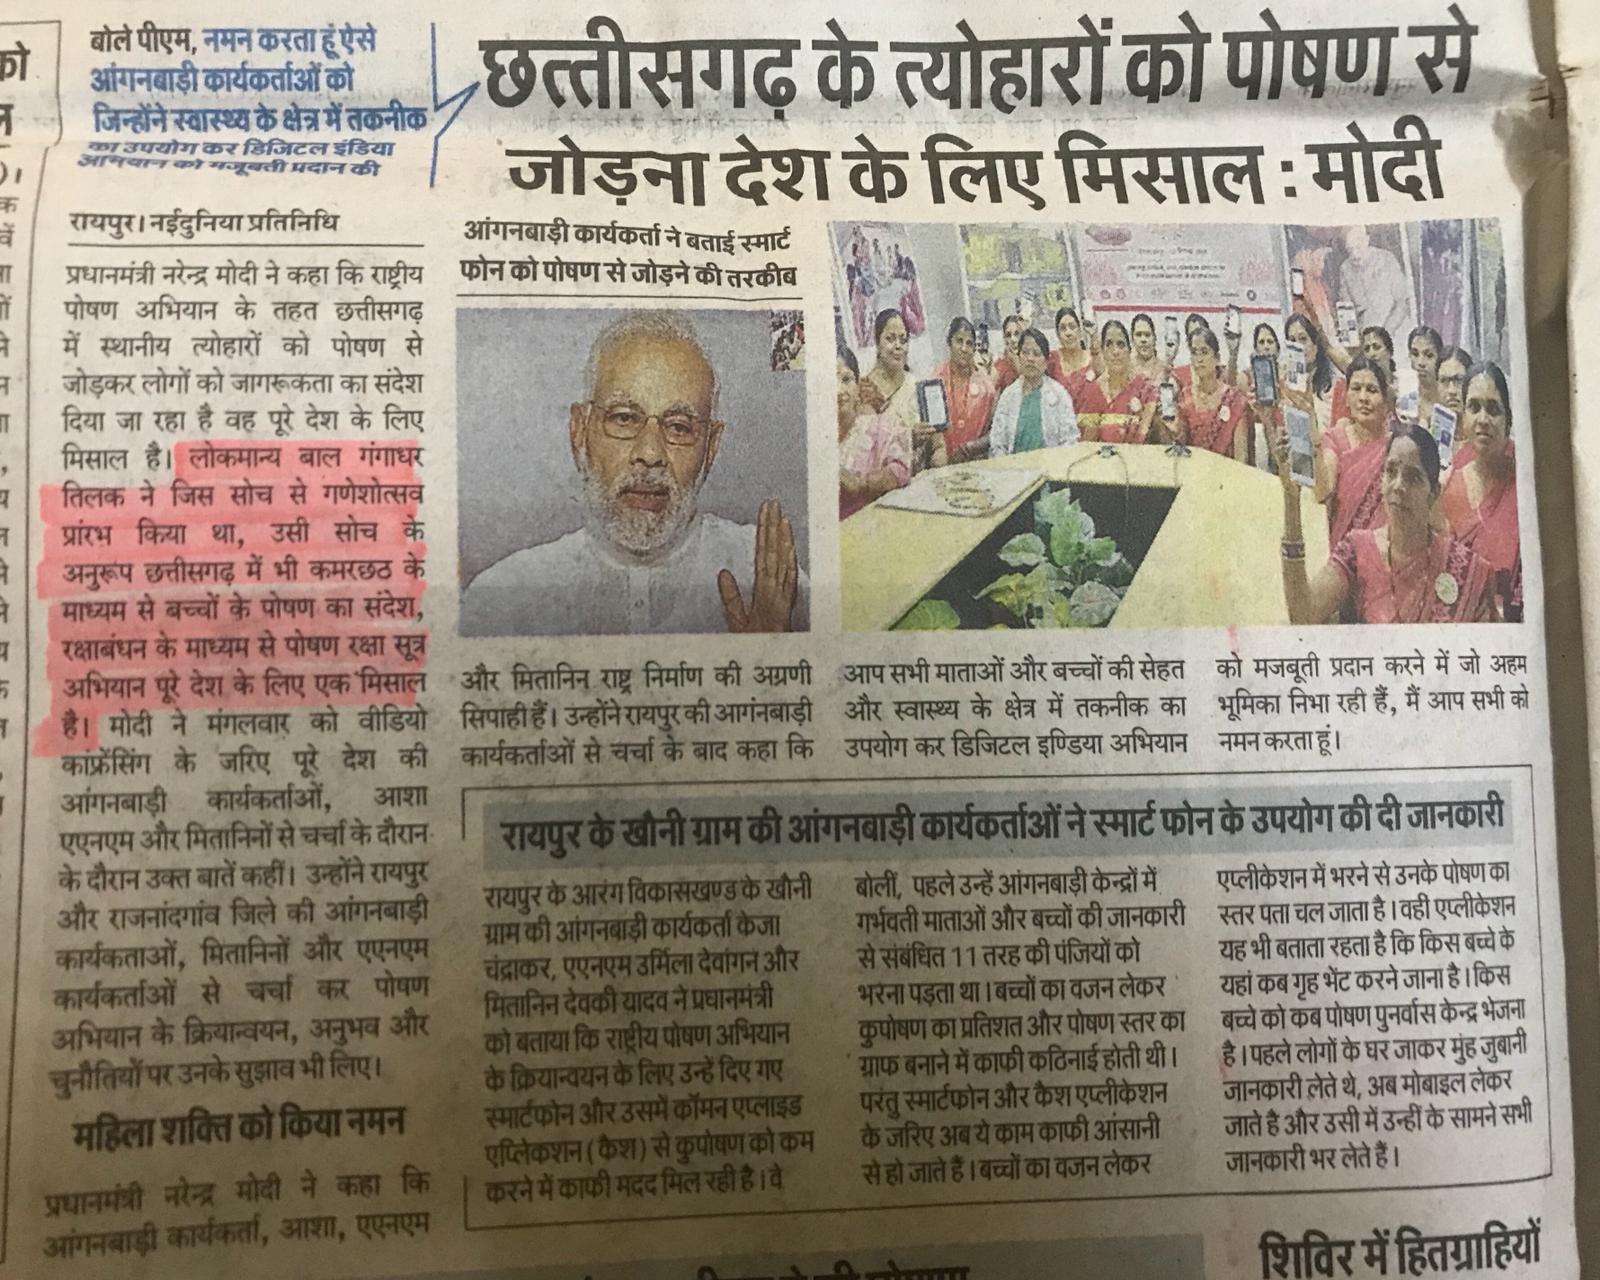 बोले पीएम, नमन करता हूं ऐसे
आंगनबाड़ी कार्यकर्ताओं को
जिन्होंने स्वास्थ्य के क्षेत्र में तकनीक
का उपयोग कर डिजिटल इंडिया
अभियान को मजूबती प्रदान की
छत्तीसगढ़ के त्योहारों को पोषण से
जोड़ना देश के लिए मिसाल : मोदी
रायपुर। नईदुनिया प्रतिनिधि
प्रधानमंत्री नरेन्द्र मोदी ने कहा कि राष्ट्रीय
पोषण अभियान के तहत छत्तीसगढ़
में स्थानीय त्योहारों को पोषण से
जोड़कर लोगों को जागरूकता का संदेश
दिया जा रहा है वह पूरे देश के लिए
मिसाल है। लोकमान्य बाल गंगाधर
तिलक ने जिस सोच से गणेशोत्सव
प्रांरभ किया था, उसी सोच के
अनुरूप छत्तीसगढ़ में भी कमरछठ के
माध्यम से बच्चों के पोषण का संदेश,
रक्षाबंधन के माध्यम से पोषण रक्षा सूत्र
अभियान पूरे देश के लिए एक मिसाल
है। मोदी ने मंगलवार को वीडियो
कांफ्रेंसिंग के जरिए पूरे देश की
आंगनबाड़ी कार्यकर्ताओं, आशा
एएनएम और मितानिनों से चर्चा के दौरान
के दौरान उक्त बातें कहीं। उन्होंने रायपुर
और राजनांदगांव जिले की आंगनबाड़ी
कार्यकताओं, मितानिनों और एएनएम
कार्यकर्ताओं से चर्चा कर पोषण
अभियान के क्रियान्वयन, अनुभव और
चुनौतियों पर उनके सुझाव भी लिए।
महिला शक्ति को किया नमन
प्रधानमंत्री नरेन्द्र मोदी ने कहा कि
आंगनबाड़ी कार्यकर्ता, आशा, एएनएम
आंगनबाड़ी कार्यकर्ता ने बताई स्मार्ट
फोन को पोषण से जोड़ने की तरकीब
और मितानिन राष्ट्र निर्माण की अग्रणी
सिपाही हैं। उन्होंने रायपुर की आगंनबाड़ी
कार्यकर्ताओं से चर्चा के बाद कहा कि
आप सभी माताओं और बच्चों की सेहत
और स्वास्थ्य के क्षेत्र में तकनीक का
उपयोग कर डिजिटल इण्डिया अभियान
को मजबूती प्रदान करने में जो अहम
भूमिका निभा रही हैं, मैं आप सभी को
नमन करता हूं।
रायपुर के खौनी ग्राम की आंगनबाड़ी कार्यकर्ताओं ने स्मार्ट फोन के उपयोग की दी जानकारी
रायपुर के आरंग विकासखण्ड के खौनी
ग्राम की आंगनबाड़ी कार्यकर्ता केजा
चंद्राकर, एएनएम उर्मिला देवांगन और
मितानिन देवकी यादव ने प्रधानमंत्री
को बताया कि राष्ट्रीय पोषण अभियान
के क्रियान्वयन के लिए उन्हें दिए गए
स्मार्टफोन और उसमें कॉमन एप्लाइड
एप्लिकेशन (कैश) से कुपोषण को कम
करने में काफी मदद मिल रही है। वे
बोलीं, पहले उन्हें आंगनबाड़ी केन्द्रों में
गर्भवती माताओं और बच्चों की जानकारी
से संबंधित 11 तरह की पंजियों को
भरना पड़ता था। बच्चों का वजन लेकर
कुपोषण का प्रतिशत और पोषण स्तर का
ग्राफ बनाने में काफी कठिनाई होती थी।
परंतु स्मार्टफोन और कैश एप्लीकेशन
के जरिए अब ये काम काफी आंसानी
से हो जाते हैं। बच्चों का वजन लेकर
एप्लीकेशन में भरने से उनके पोषण का
स्तर पता चल जाता है। वही एप्लीकेशन
यह भी बताता रहता है कि किस बच्चे के
यहां कब गृह भेंट करने जाना है। किस
बच्चे को कब पोषण पुनर्वास केन्द्र भेजना
है। पहले लोगों के घर जाकर मुंह जुबानी
जानकारी लेते थे, अब मोबाइल लेकर
जाते है और उसी में उन्हीं के सामने सभी
जानकारी भर लेते हैं।
शिविर में हितग्राहियों